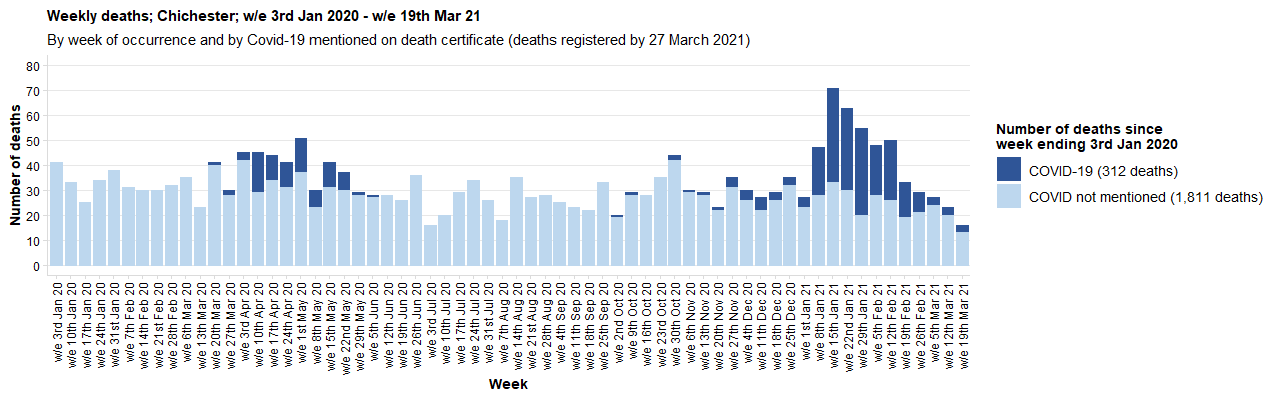 Weekly deaths; Chichester; w/e 3rd Jan 2020 - w/e 19th Mar 21
By week of occurrence and by Covid-19 mentioned on death certificate (deaths registered by 27 March 2021)
Number of deaths
80
70
60
50
40
30
20
10
0
w/e 3rd Jan 20
w/e 10th Jan 20
w/e 17th Jan 20
w/e 24th Jan 20
w/e 31st Jan 20
w/e 7th Feb 20
w/e 14th Feb 20
w/e 21st Feb 20
w/e 28th Feb 20
w/e 6th Mar 20
w/e 13th Mar 20
w/e 20th Mar 20
w/e 27th Mar 20
w/e 3rd Apr 20
w/e 10th Apr 20
w/e 17th Apr 20
w/e 24th Apr 20
w/e 1st May 20
w/e 8th May 20
w/e 15th May 20
w/e 22nd May 20
w/e 29th May 20
w/e 5th Jun 20
w/e 12th Jun 20
w/e 19th Jun 20
w/e 26th Jun 20
w/e 3rd Jul 20
w/e 10th Jul 20
w/e 17th Jul 20
w/e 24th Jul 20
w/e 31st Jul 20
w/e 7th Aug 20
w/e 14th Aug 20
w/e 21st Aug 20
w/e 28th Aug 20
w/e 4th Sep 20
w/e 11th Sep 20
w/e 18th Sep 20
w/e 25th Sep 20
w/e 2nd Oct 20
w/e 9th Oct 20
w/e 16th Oct 20
w/e 23rd Oct 20
w/e 30th Oct 20
w/e 6th Nov 20
w/e 13th Nov 20
w/e 20th Nov 20
w/e 27th Nov 20
w/e 4th Dec 20
w/e 11th Dec 20
w/e 18th Dec 20
w/e 25th Dec 20
w/e 1st Jan 21
w/e 8th Jan 21
w/e 15th Jan 21
w/e 22nd Jan 21
w/e 29th Jan 21
w/e 5th Feb 21
w/e 12th Feb 21
w/e 19th Feb 21
w/e 26th Feb 21
w/e 5th Mar 21
w/e 12th Mar 21
w/e 19th Mar 21
Week
Number of deaths since
week ending 3rd Jan 2020
COVID-19 (312 deaths)
COVID not mentioned (1,811 deaths)